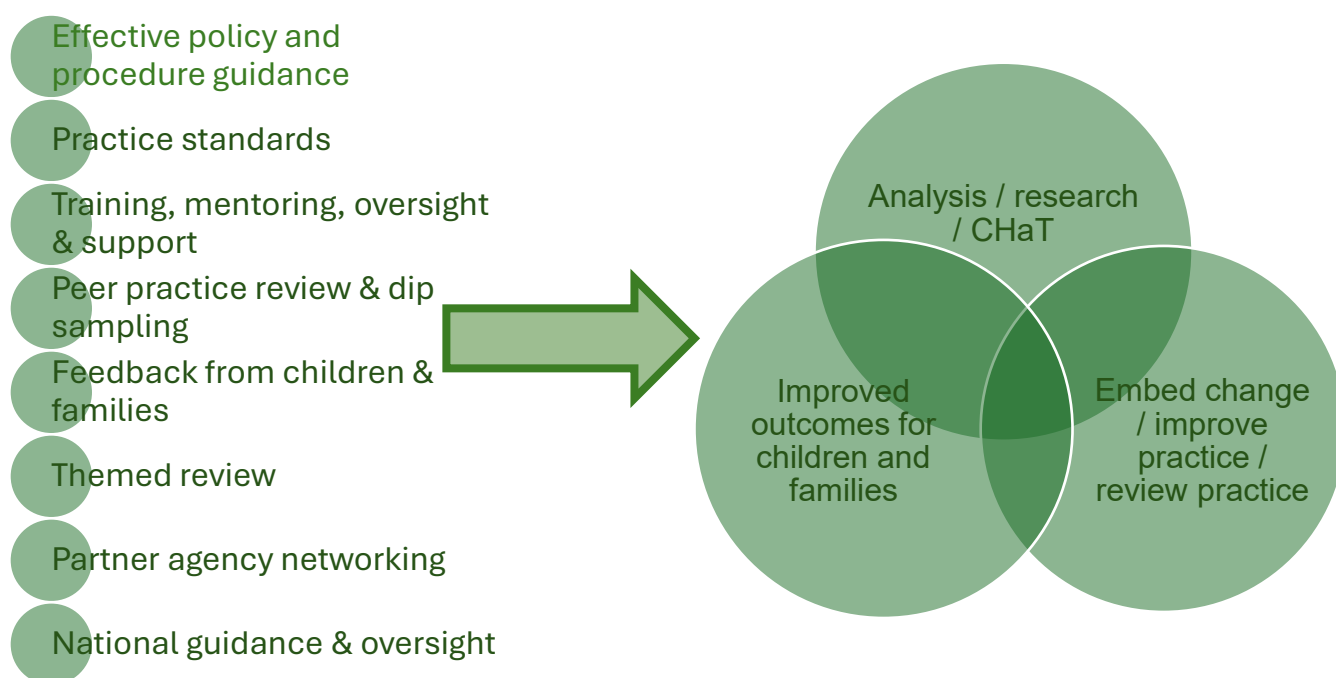 Effective policy and
procedure guidance
Practice standards
Training, mentoring, oversight
& support
Peer practice review & dip
sampling
Feedback from children &
families
Themed review
Partner agency networking
National guidance & oversight
Analysis / research
/ CHaT
Improved
outcomes for
children and
families
Embed change
/ improve
practice /
review practice